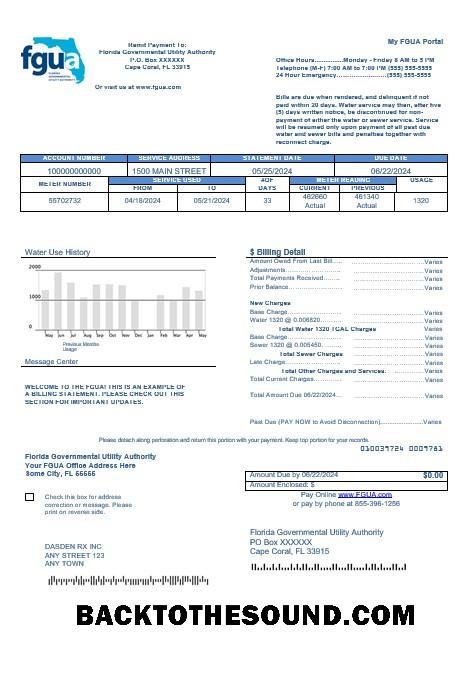 fgua
FLORIDA GOVERNMENTAL
UTILITY AUTHORITY
Remit Payment To:
Florida Governmental Utility Authority
P.O. Box XXXXXX
Cape Coral, FL 33915
Or visit us at www.fgua.com
My FGUA Portal
Office Hours..............Monday - Friday 8 AM to 5 PM
Telephone (M-F) 7:00 AM to 7:00 PM (555) 555-5555
24 Hour Emergency.........................(555) 555-5555
Bills are due when rendered, and delinquent if not
paid within 20 days. Water service may then, after five
(5) days written notice, be discontinued for non-
payment of either the water or sewer service. Service
will be resumed only upon payment of all past due
water and sewer bills and penalties together with
reconnect charge.
ACCOUNT NUMBER SERVICE ADDRESS STATEMENT DATE DUE DATE
100000000000 1500 MAIN STREET 05/25/2024 06/22/2024
METER NUMBER SERVICE USED #OF DAYS METER READING USAGE
FROM TO CURRENT PREVIOUS
55702732 04/18/2024 05/21/2024 33 462660 Actual 461340 Actual 1320
Water Use History
2000
1000
0
May Jun Jul Aug Sep Oct Nov Dec Jan Feb Mar Apr May
Previous Months
Usage
Message Center
WELCOME TO THE FGUA! THIS IS AN EXAMPLE OF
A BILLING STATEMENT. PLEASE CHECK OUT THIS
SECTION FOR IMPORTANT UPDATES.
$ Billing Detail
Amount Owed From Last Bill..... ..........................Varies
Adjustments..................... ..........................Varies
Total Payments Received....... ..........................Varies
Prior Balance.................... ..........................Varies
New Charges
Base Charge..................... ..........................Varies
Water 1320 @ 0.006820......... ..........................Varies
Total Water 1320 TGAL Charges Varies
Base Charge..................... ..........................Varies
Sewer 1320 @ 0.005450......... ..........................Varies
Total Sewer Charges Varies
Late Charge..................... ..........................Varies
Total Other Charges and Services: Varies
Total Current Charges.......... ..........................Varies
Total Amount Due 06/22/2024... ..........................Varies
Past Due (PAY NOW to Avoid Disconnection)..................Varies
Please detach along perforation and return this portion with your payment. Keep top portion for your records.
010039724 0009781
Florida Governmental Utility Authority
Your FGUA Office Address Here
Some City, FL 55555
Amount Due by 06/22/2024 $0.00
Amount Enclosed: $
Check this box for address
correction or message. Please
print on reverse side.
Pay Online www.FGUA.com
or pay by phone at 855-396-1256
DASDEN RX INC
ANY STREET 123
ANY TOWN
Florida Governmental Utility Authority
PO Box XXXXXX
Cape Coral, FL 33915
BACKTOTHESOUND.COM